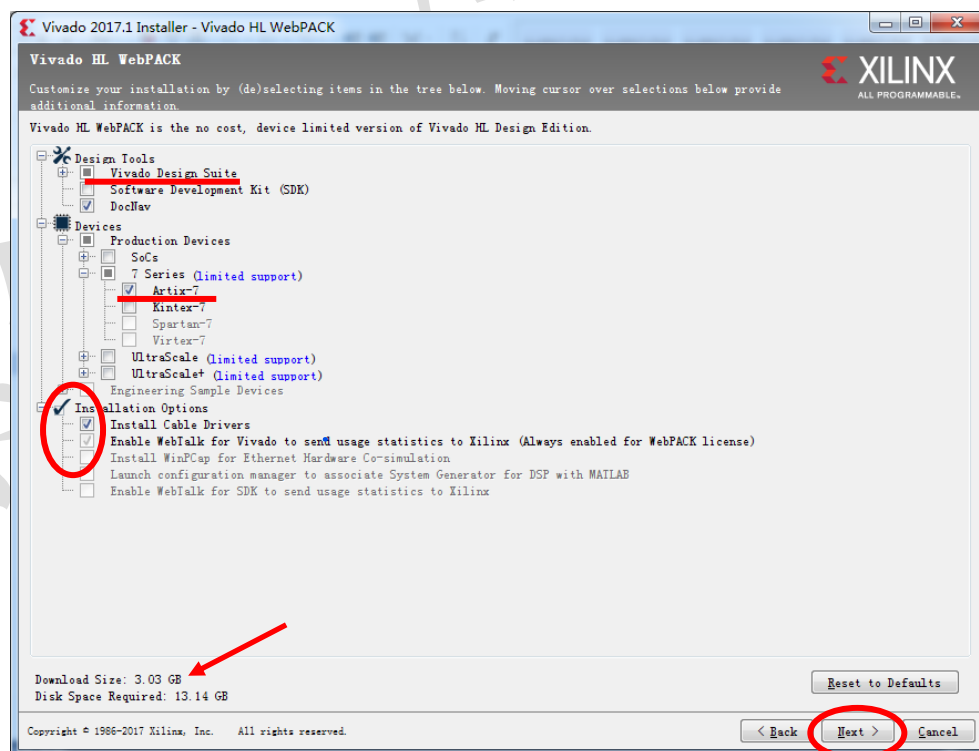 Vivado 2017.1 Installer - Vivado HL WebPACK
Vivado HL WebPACK
XILINX
ALL PROGRAMMABLE.
Customize your installation by (de)selecting items in the tree below. Moving cursor over selections below provide
additional information.
Vivado HL WebPACK is the no cost, device limited version of Vivado HL Design Edition.
Design Tools
Vivado Design Suite
Software Development Kit (SDK)
DocNav
Devices
Production Devices
SoCs
7 Series (limited support)
Artix-7
Kintex-7
Spartan-7
Virtex-7
UltraScale (limited support)
UltraScale+ (limited support)
Engineering Sample Devices
Installation Options
Install Cable Drivers
Enable WebTalk for Vivado to send usage statistics to Xilinx (Always enabled for WebPACK license)
Install WinPCap for Ethernet Hardware Co-simulation
Launch configuration manager to associate System Generator for DSP with MATLAB
Enable WebTalk for SDK to send usage statistics to Xilinx
Download Size: 3.03 GB
Disk Space Required: 13.14 GB
Reset to Defaults
Copyright © 1986-2017 Xilinx, Inc. All rights reserved.
< Back
Next >
Cancel